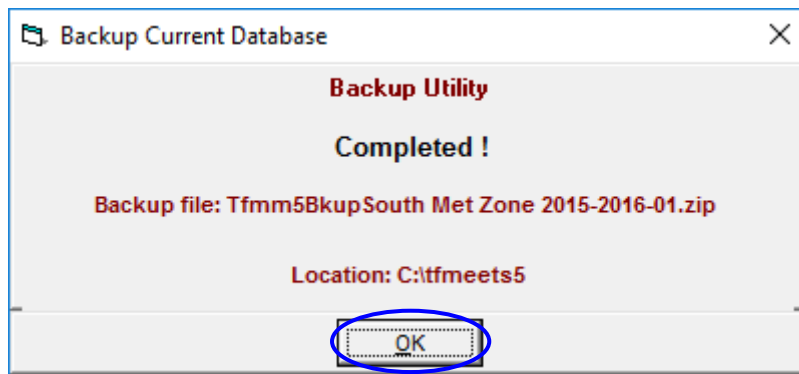 Backup Current Database
Backup Utility
Completed !
Backup file: Tfmm5BkupSouth Met Zone 2015-2016-01.zip
Location: C:\tfmeets5
OK